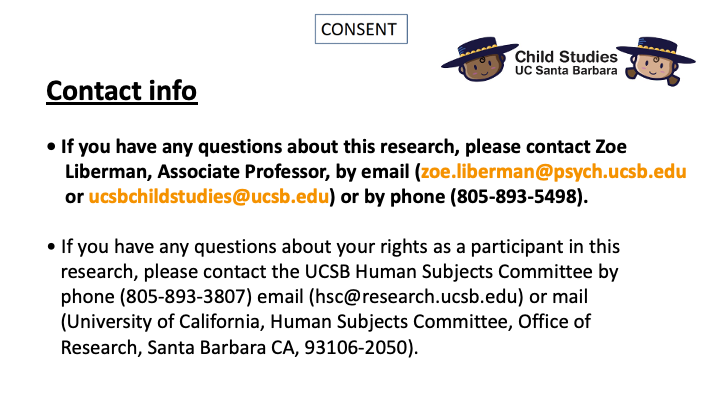 CONSENT
Child Studies
UC Santa Barbara
Contact info
• If you have any questions about this research, please contact Zoe
Liberman, Associate Professor, by email (zoe.liberman@psych.ucsb.edu
or ucsbchildstudies@ucsb.edu) or by phone (805-893-5498).
• If you have any questions about your rights as a participant in this
research, please contact the UCSB Human Subjects Committee by
phone (805-893-3807) email (hsc@research.ucsb.edu) or mail
(University of California, Human Subjects Committee, Office of
Research, Santa Barbara CA, 93106-2050).